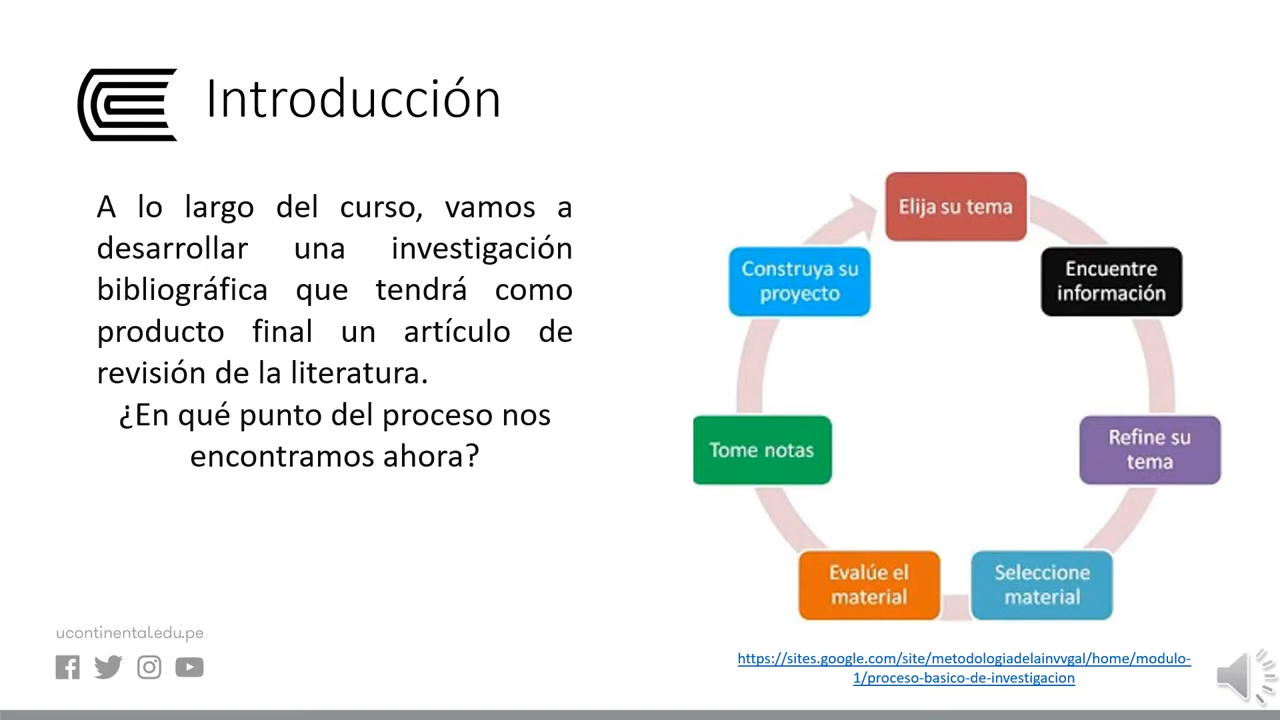 Introducción
A lo largo del curso, vamos a
desarrollar una investigación
bibliográfica que tendrá como
producto final un artículo de
revisión de la literatura.
¿En qué punto del proceso nos
encontramos ahora?
Elija su tema
Encuentre
información
Refine su
tema
Seleccione
material
Evalúe el
material
Tome notas
Construya su
proyecto
https://sites.google.com/site/metodologiadelainvvgal/home/modulo-
1/proceso-basico-de-investigacion
ucontinental.edu.pe